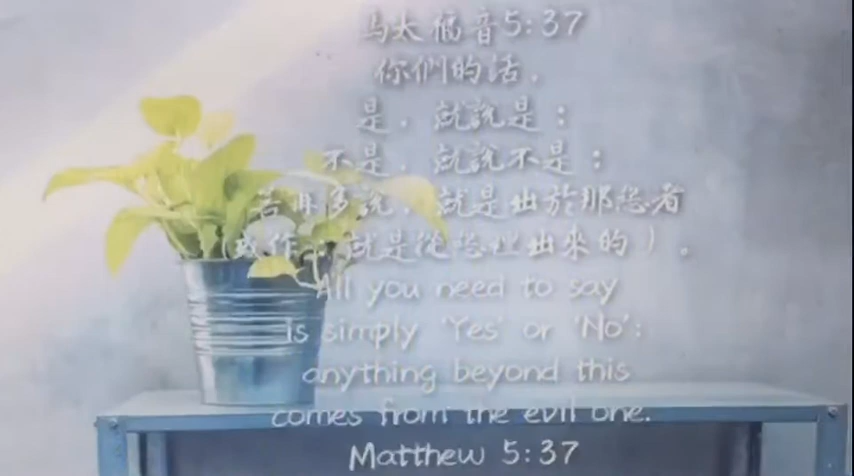 马太福音5:37
你們的话，
是，就說是；
不是，就說不是；
若再多說，就是出於那惡者
（或作：就是從惡裡出來的）。
All you need to say
is simply 'Yes' or 'No';
anything beyond this
comes from the evil one.
Matthew 5:37